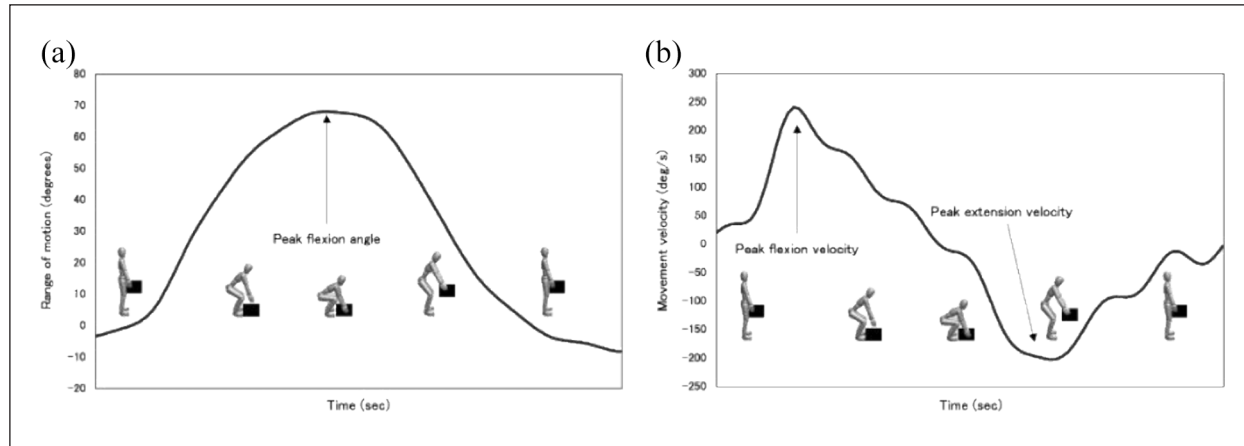 (a)
80
70
60
50
40
30
20
10
0
-10
-20
Range of motion (degrees)
Peak flexion angle
Time (sec)
(b)
300
250
200
150
100
50
0
-50
-100
-150
-200
-250
Movement velocity (deg/s)
Peak flexion velocity
Peak extension velocity
Time (sec)